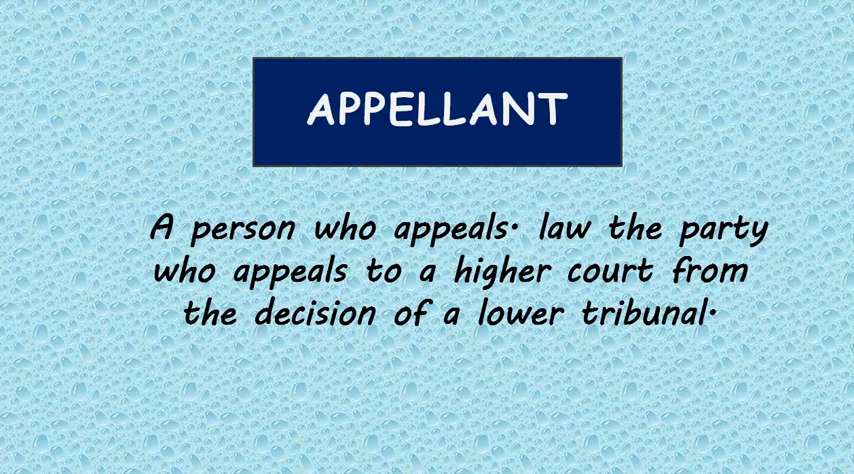 APPELLANT
A person who appeals· law the party
who appeals to a higher court from
the decision of a lower tribunal·